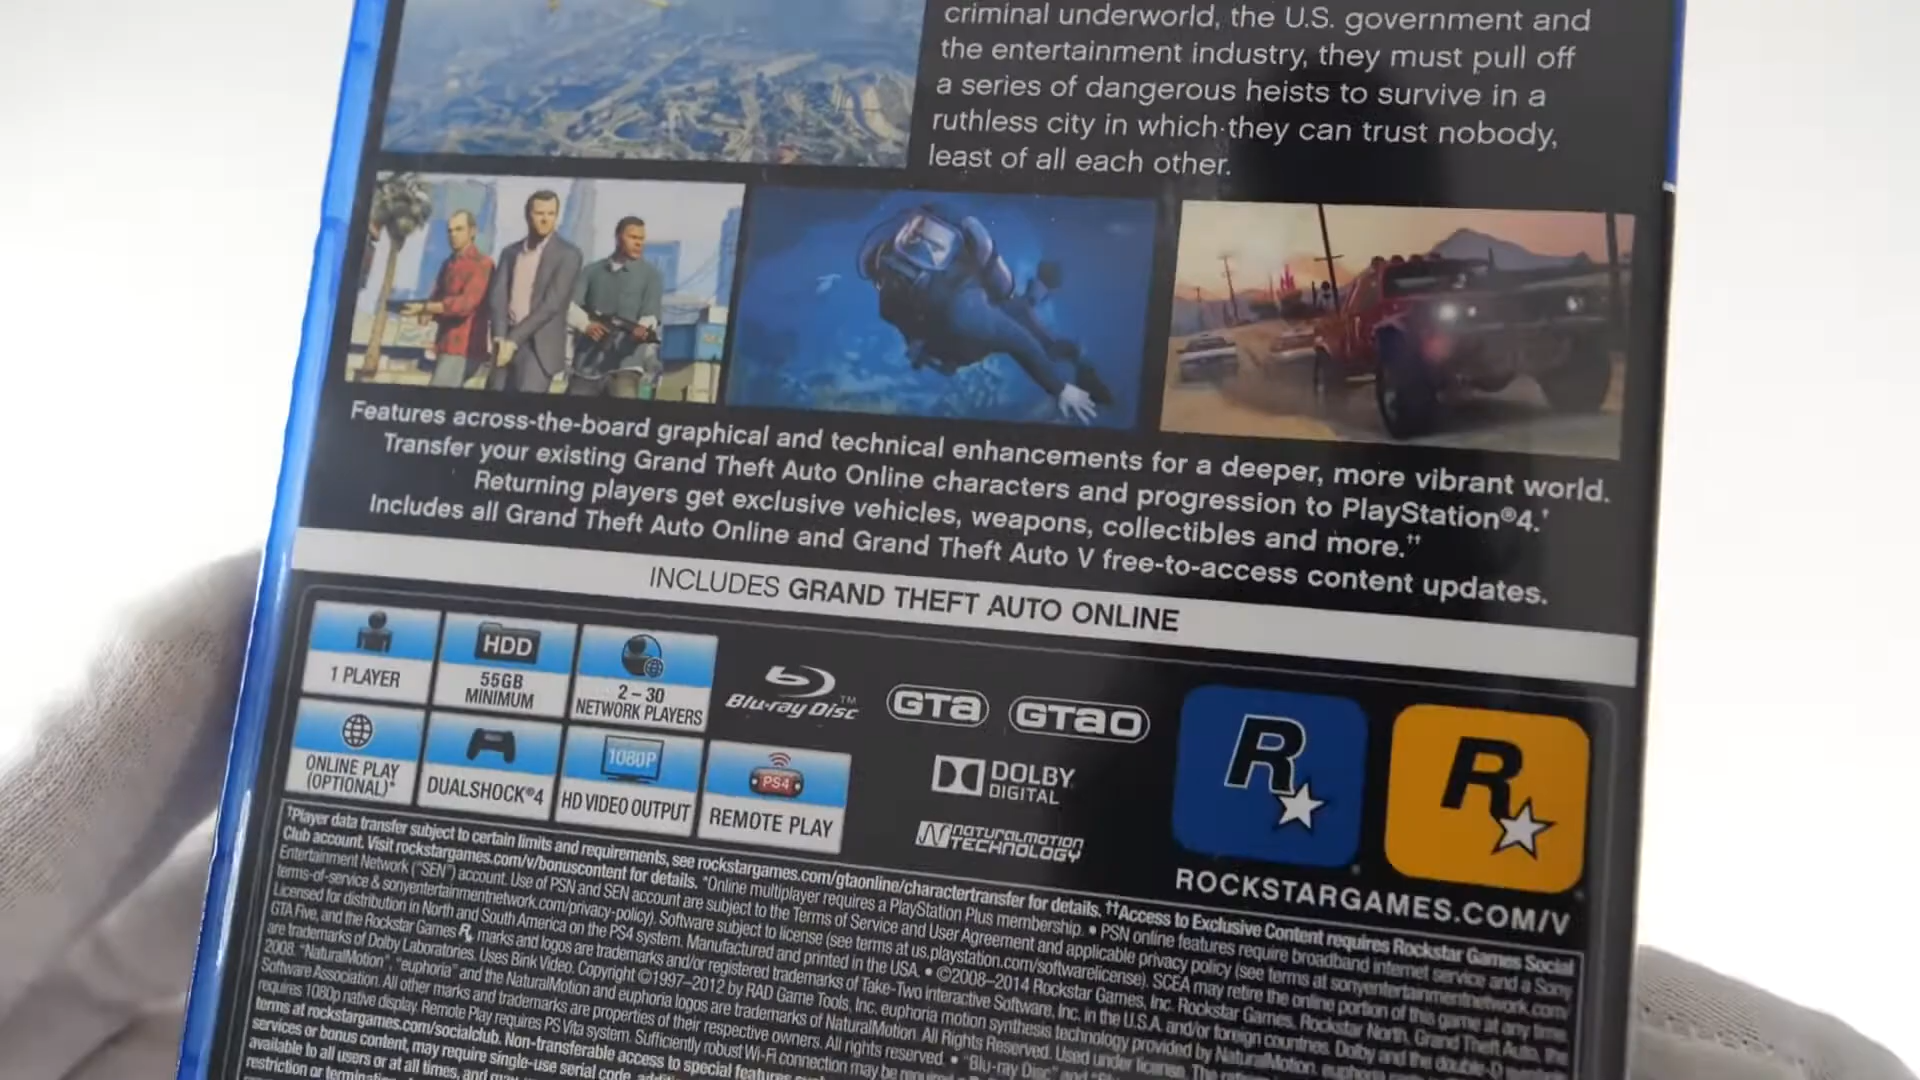 criminal underworld, the U.S. government and
the entertainment industry, they must pull off
a series of dangerous heists to survive in a
ruthless city in which they can trust nobody,
least of all each other.
Features across-the-board graphical and technical enhancements for a deeper, more vibrant world.
Transfer your existing Grand Theft Auto Online characters and progression to PlayStation®4.†
Returning players get exclusive vehicles, weapons, collectibles and more.††
Includes all Grand Theft Auto Online and Grand Theft Auto V free-to-access content updates.
INCLUDES GRAND THEFT AUTO ONLINE
1 PLAYER
HDD
55GB
MINIMUM
2 – 30
NETWORK PLAYERS
ONLINE PLAY
(OPTIONAL)*
DUALSHOCK®4
1080P
HD VIDEO OUTPUT
PS4
REMOTE PLAY
Blu-ray Disc™
GTA
GTAO
DOLBY
DIGITAL
NATURALMOTION
TECHNOLOGY
R
R
ROCKSTARGAMES.COM/V
†Player data transfer subject to certain limits and requirements, see rockstargames.com/gtaonline/charactertransfer for details. ††Access to Exclusive Content requires Rockstar Games Social
Club account. Visit rockstargames.com/v/bonuscontent for details. *Online multiplayer requires a PlayStation Plus membership. • PSN online features require broadband internet service and a Sony
Entertainment Network ("SEN") account. Use of PSN and SEN account are subject to the Terms of Service and User Agreement and applicable privacy policy (see terms at sonyentertainmentnetwork.com/
terms-of-service & sonyentertainmentnetwork.com/privacy-policy). Software subject to license (see terms at us.playstation.com/softwarelicense). SCEA may retire the online portion of this game at any time.
Licensed for distribution in North and South America on the PS4 system. Manufactured and printed in the USA. • ©2008–2014 Rockstar Games, Inc. Rockstar Games, Rockstar North, Grand Theft Auto, the
GTA Five, and the Rockstar Games R marks and logos are trademarks and/or registered trademarks of Take-Two Interactive Software, Inc. in the U.S.A. and/or foreign countries. Dolby and the double-D
are trademarks of Dolby Laboratories. Uses Bink Video. Copyright ©1997–2012 by RAD Game Tools, Inc. euphoria motion synthesis technology provided by NaturalMotion. euphoria
2008. "NaturalMotion", "euphoria" and the NaturalMotion and euphoria logos are trademarks of NaturalMotion. All Rights Reserved. Used under license.
Software Association. All other marks and trademarks are properties of their respective owners. All rights reserved. • "Blu-ray Disc" and
requires 1080p native display. Remote Play requires PS Vita system. Sufficiently robust Wi-Fi connection may be required
terms at rockstargames.com/socialclub. Non-transferable access to special features
services or bonus content, may require single-use serial code,
available to all users or at all times, and
restriction or